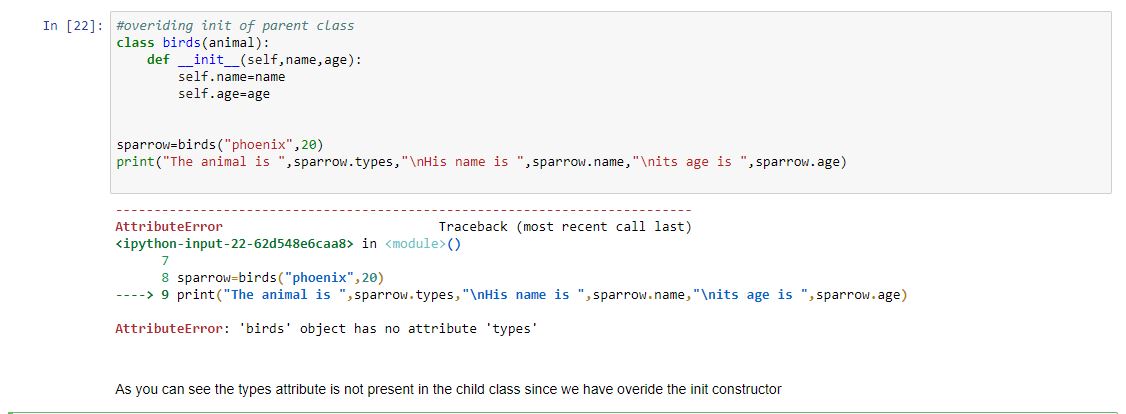 In [22]: #overiding init of parent class
class birds(animal):
    def __init__(self,name,age):
        self.name=name
        self.age=age
sparrow=birds("phoenix",20)
print("The animal is ",sparrow.types,"\nHis name is ",sparrow.name,"\nits age is ",sparrow.age)
---------------------------------------------------------------------------
AttributeError                            Traceback (most recent call last)
<ipython-input-22-62d548e6caa8> in <module>()
      7
      8 sparrow=birds("phoenix",20)
----> 9 print("The animal is ",sparrow.types,"\nHis name is ",sparrow.name,"\nits age is ",sparrow.age)
AttributeError: 'birds' object has no attribute 'types'
As you can see the types attribute is not present in the child class since we have overide the init constructor